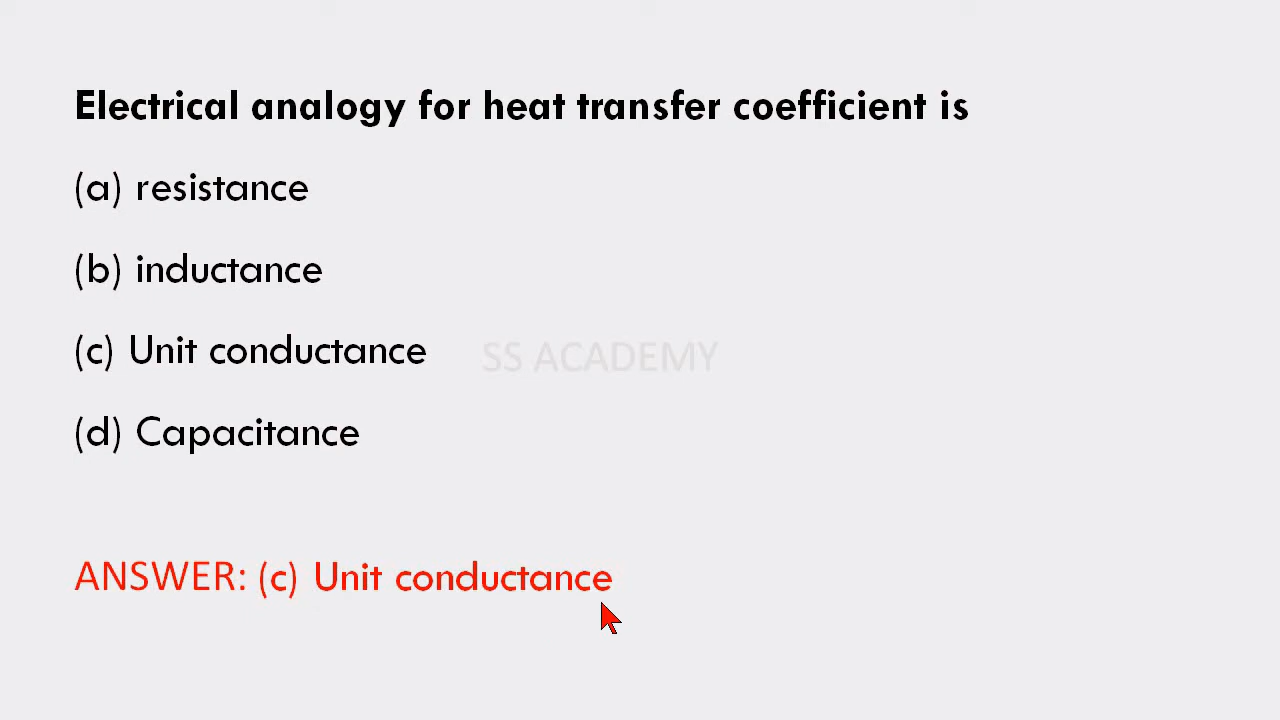 Electrical analogy for heat transfer coefficient is
(a) resistance
(b) inductance
(c) Unit conductance
SS ACADEMY
(d) Capacitance
ANSWER: (c) Unit conductance